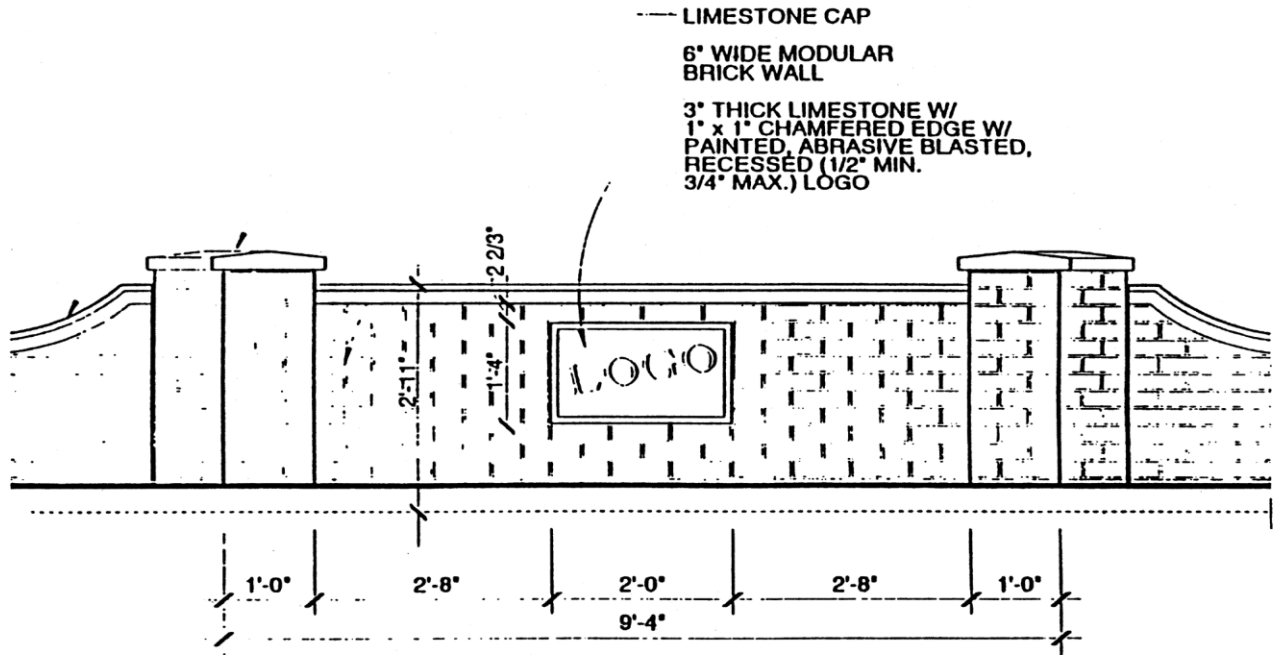 LIMESTONE CAP
6" WIDE MODULAR
BRICK WALL
3" THICK LIMESTONE W/
1" x 1" CHAMFERED EDGE W/
PAINTED, ABRASIVE BLASTED,
RECESSED (1/2" MIN.
3/4" MAX.) LOGO
2 2/3"
2'-11"
1'-4"
LOGO
1'-0"
2'-8"
2'-0"
2'-8"
1'-0"
9'-4"